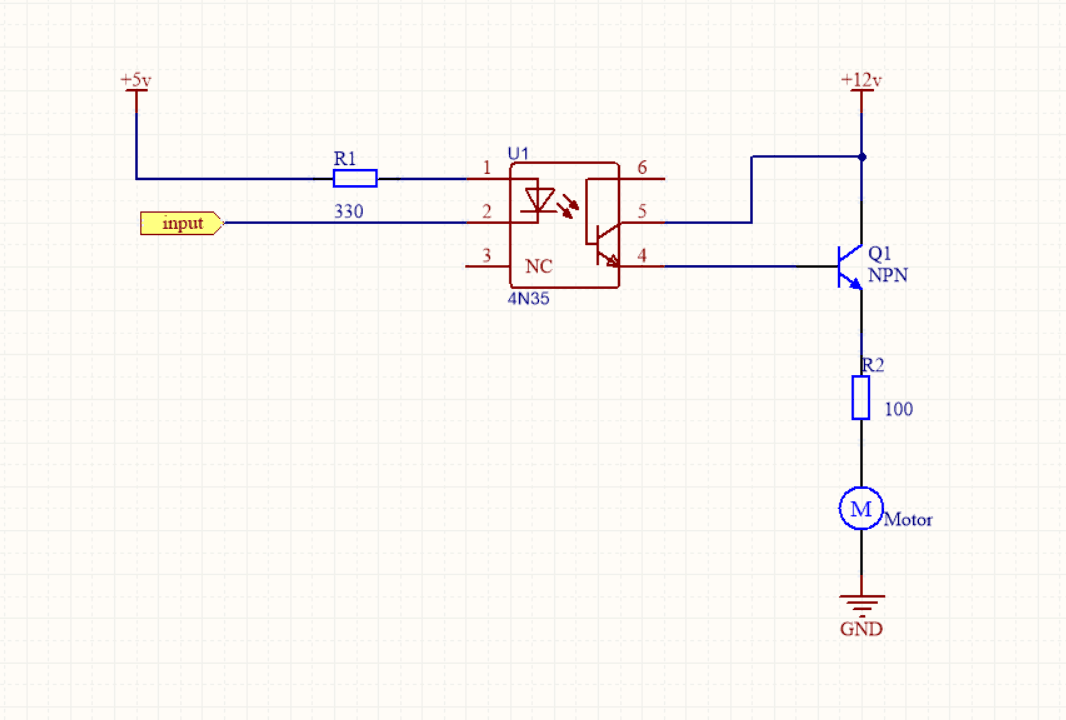 +5v
+12v
R1
330
input
U1
1
2
3
NC
6
5
4
4N35
Q1
NPN
R2
100
M
Motor
GND